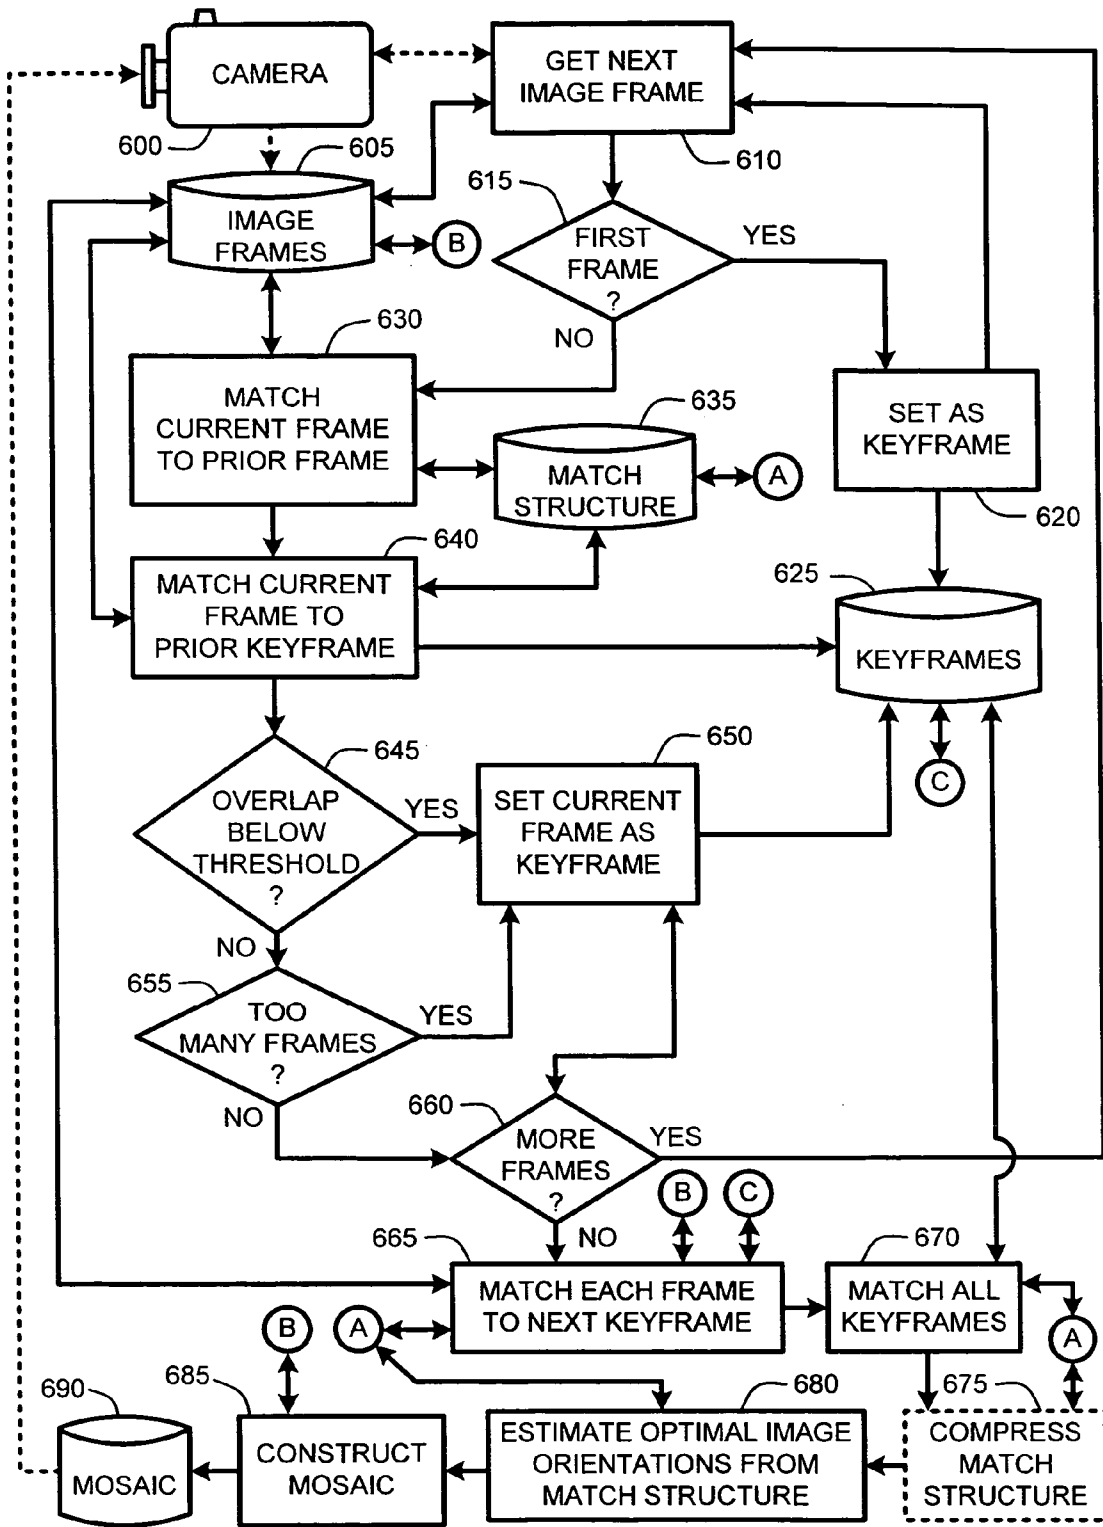 CAMERA
600
GET NEXT
IMAGE FRAME
610
605
IMAGE
FRAMES
B
615
FIRST
FRAME
?
YES
NO
630
MATCH
CURRENT FRAME
TO PRIOR FRAME
635
MATCH
STRUCTURE
A
SET AS
KEYFRAME
620
640
MATCH CURRENT
FRAME TO
PRIOR KEYFRAME
625
KEYFRAMES
C
645
OVERLAP
BELOW
THRESHOLD
?
YES
NO
650
SET CURRENT
FRAME AS
KEYFRAME
655
TOO
MANY FRAMES
?
YES
NO
660
MORE
FRAMES
?
YES
NO
B
C
665
MATCH EACH FRAME
TO NEXT KEYFRAME
670
MATCH ALL
KEYFRAMES
A
B
A
690
MOSAIC
685
CONSTRUCT
MOSAIC
680
ESTIMATE OPTIMAL IMAGE
ORIENTATIONS FROM
MATCH STRUCTURE
675
COMPRESS
MATCH
STRUCTURE